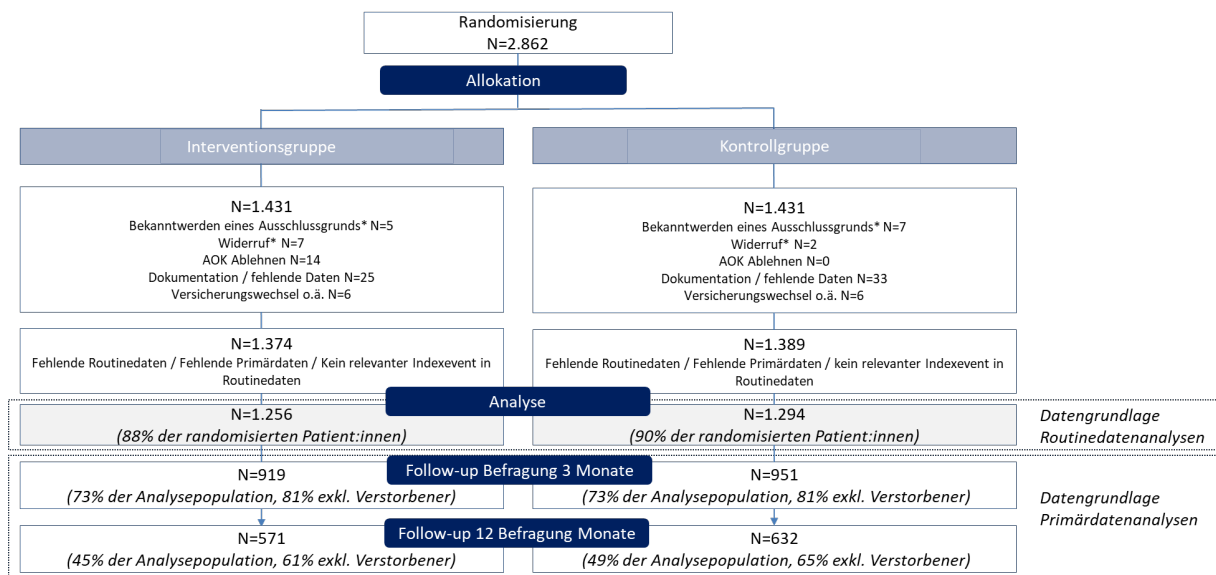 Randomisierung
N=2.862
Allokation
Interventionsgruppe
Kontrollgruppe
N=1.431
Bekanntwerden eines Ausschlussgrunds* N=5
Widerruf* N=7
AOK Ablehnen N=14
Dokumentation / fehlende Daten N=25
Versicherungswechsel o.ä. N=6
N=1.431
Bekanntwerden eines Ausschlussgrunds* N=7
Widerruf* N=2
AOK Ablehnen N=0
Dokumentation / fehlende Daten N=33
Versicherungswechsel o.ä. N=6
N=1.374
Fehlende Routinedaten / Fehlende Primärdaten / Kein relevanter Indexevent in
Routinedaten
N=1.389
Fehlende Routinedaten / Fehlende Primärdaten / kein relevanter Indexevent in
Routinedaten
Analyse
N=1.256
(88% der randomisierten Patient:innen)
N=1.294
(90% der randomisierten Patient:innen)
Datengrundlage
Routinedatenanalysen
Follow-up Befragung 3 Monate
N=919
(73% der Analysepopulation, 81% exkl. Verstorbener)
N=951
(73% der Analysepopulation, 81% exkl. Verstorbener)
Datengrundlage
Primärdatenanalysen
Follow-up 12 Befragung Monate
N=571
(45% der Analysepopulation, 61% exkl. Verstorbener)
N=632
(49% der Analysepopulation, 65% exkl. Verstorbener)